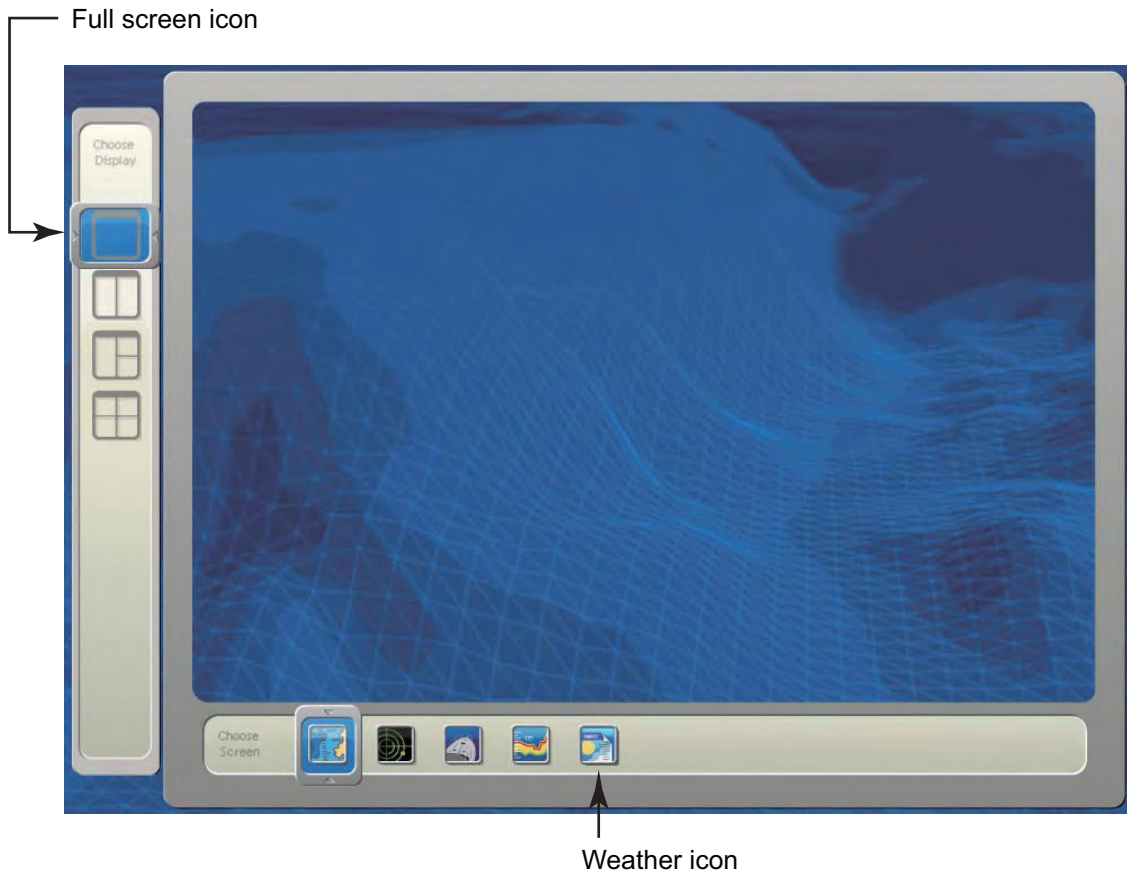 Full screen icon
Choose
Display
Choose
Screen
Weather icon